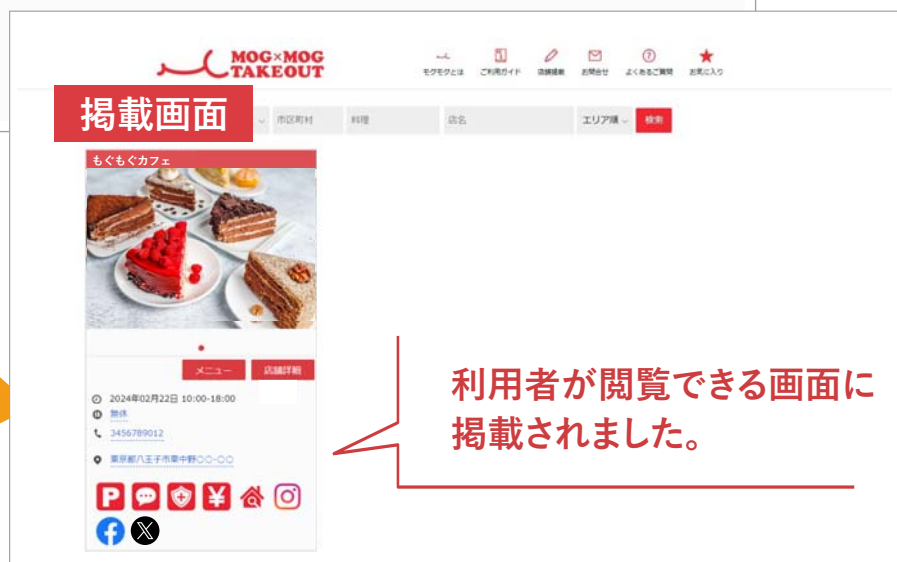 MOG×MOG
TAKEOUT
モグモグとは
ご利用ガイド
店舗掲載
お問合せ
よくあるご質問
お気に入り
掲載画面
市区町村
料理
店名
エリア順
検索
もぐもぐカフェ
メニュー
店舗詳細
2024年02月22日 10:00-18:00
無休
3456789012
東京都八王子市東中野○○-○○
利用者が閲覧できる画面に
掲載されました。